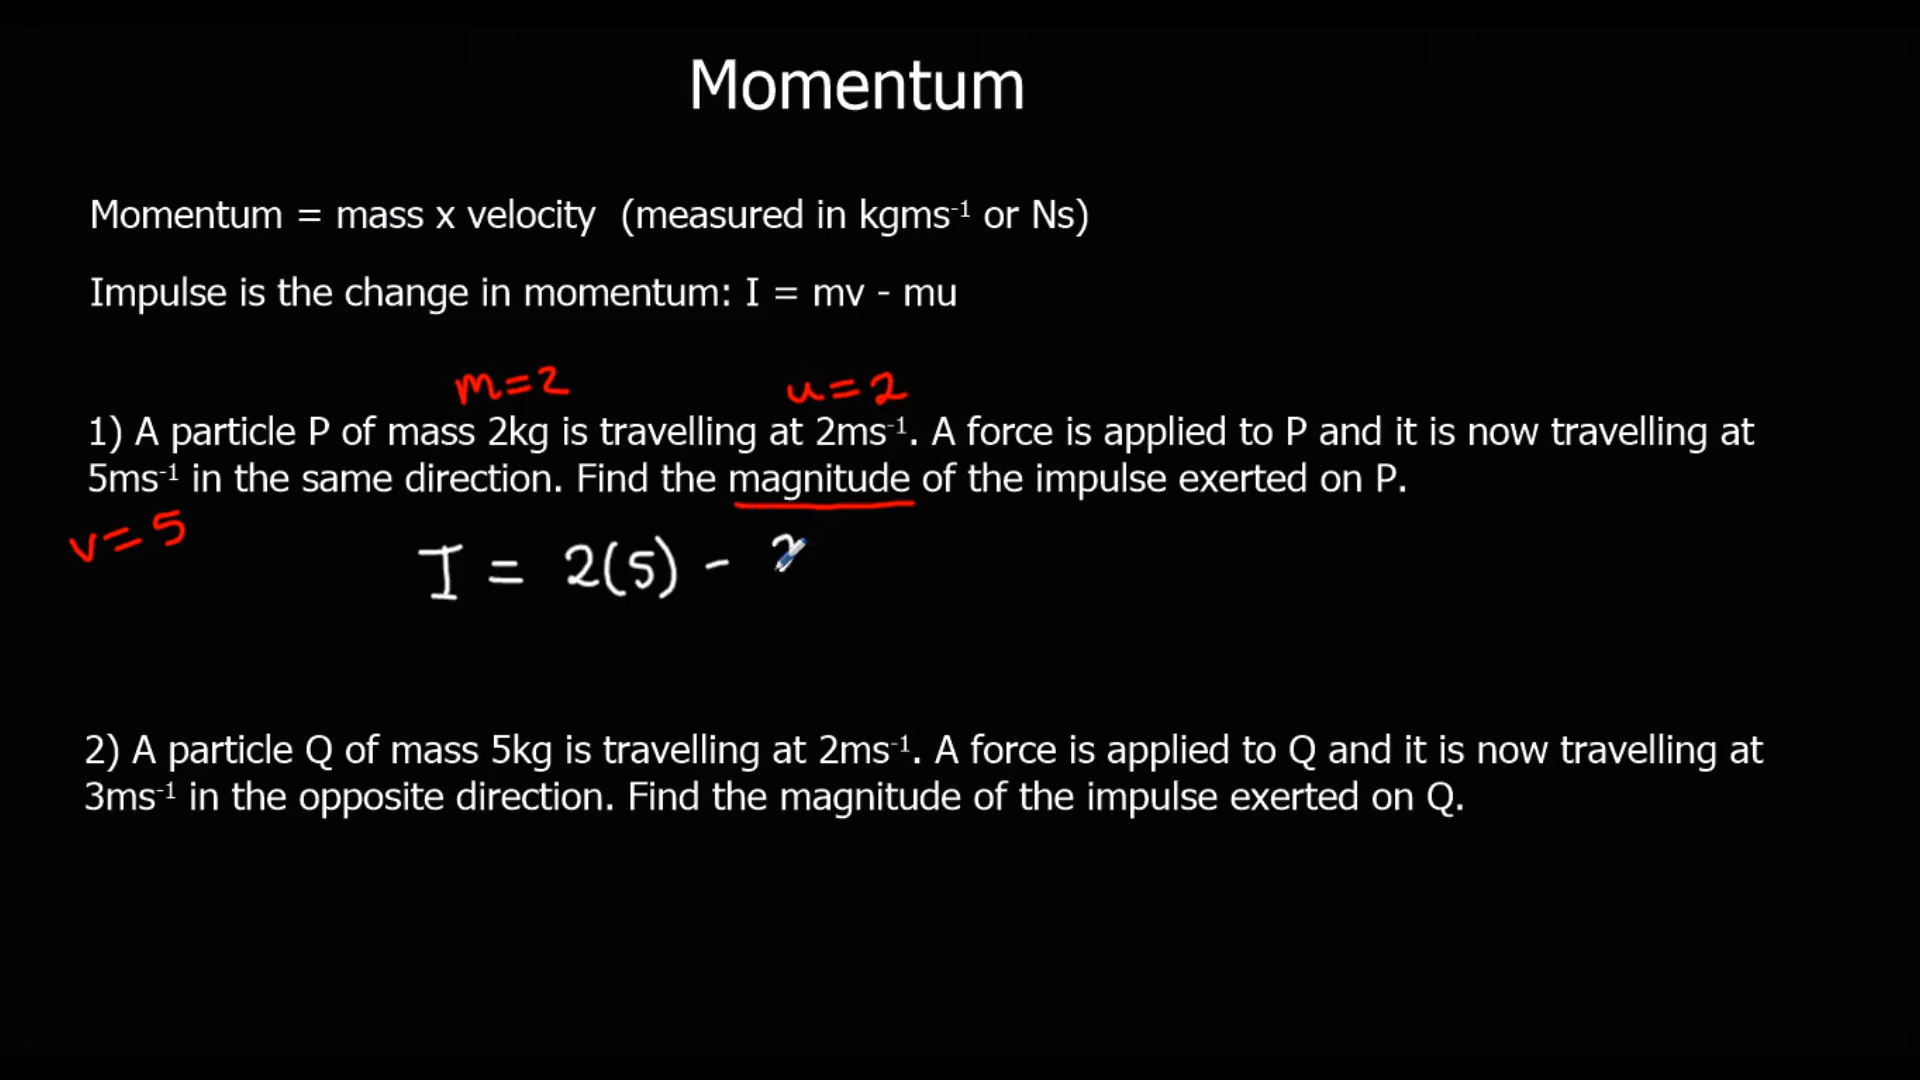 Momentum
Momentum = mass x velocity (measured in kgms⁻¹ or Ns)
Impulse is the change in momentum: I = mv - mu
m=2 u=2
1) A particle P of mass 2kg is travelling at 2ms⁻¹. A force is applied to P and it is now travelling at
5ms⁻¹ in the same direction. Find the magnitude of the impulse exerted on P.
v=5
I = 2(5) -
2) A particle Q of mass 5kg is travelling at 2ms⁻¹. A force is applied to Q and it is now travelling at
3ms⁻¹ in the opposite direction. Find the magnitude of the impulse exerted on Q.